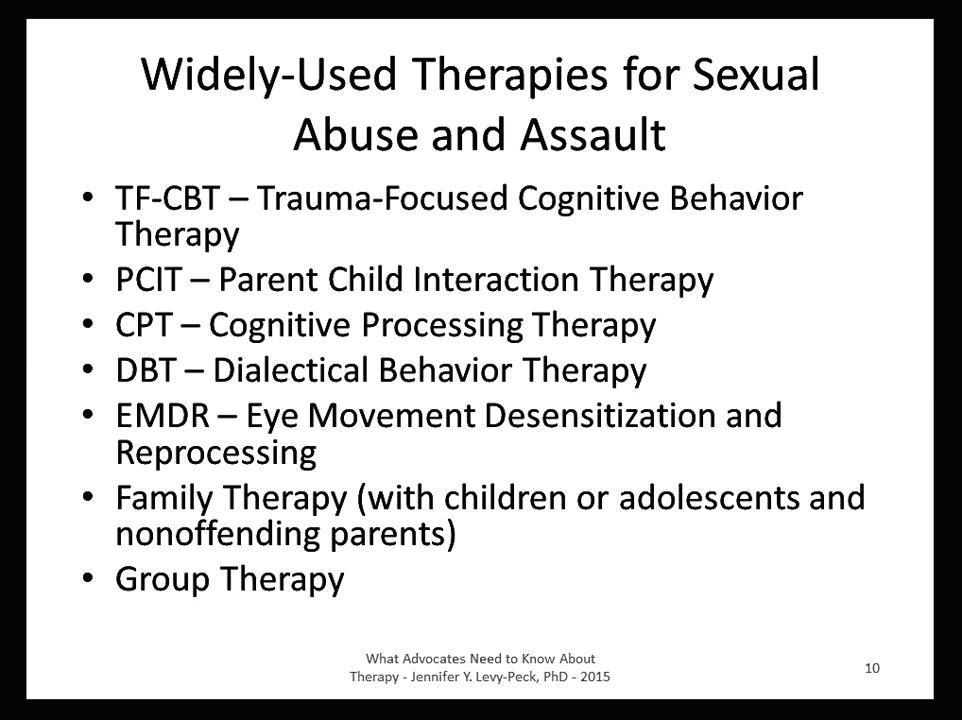 Widely-Used Therapies for Sexual
Abuse and Assault
• TF-CBT – Trauma-Focused Cognitive Behavior
Therapy
• PCIT – Parent Child Interaction Therapy
• CPT – Cognitive Processing Therapy
• DBT – Dialectical Behavior Therapy
• EMDR – Eye Movement Desensitization and
Reprocessing
• Family Therapy (with children or adolescents and
nonoffending parents)
• Group Therapy
What Advocates Need to Know About
Therapy - Jennifer Y. Levy-Peck, PhD - 2015
10